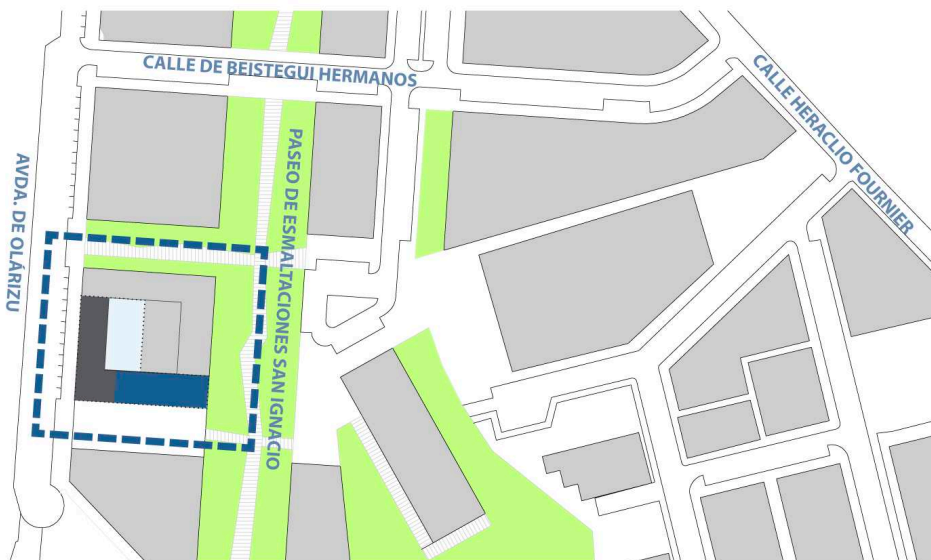 CALLE DE BEISTEGUI HERMANOS
CALLE HERACLIO FOURNIER
PASEO DE ESMALTACIONES SAN IGNACIO
AVDA. DE OLÁRIZU